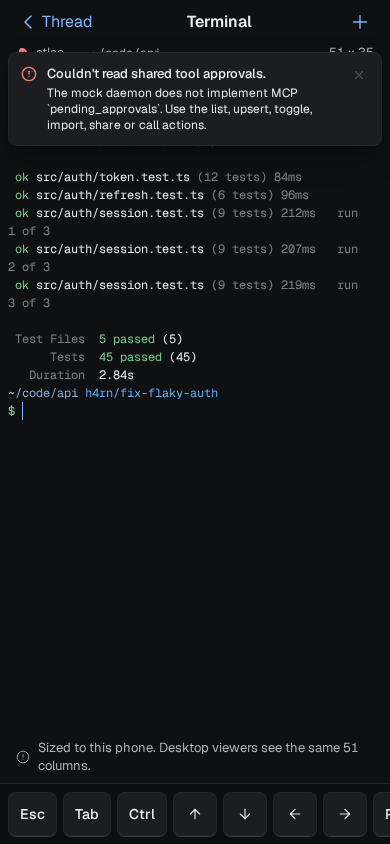 Thread
Terminal
Couldn't read shared tool approvals.
The mock daemon does not implement MCP
`pending_approvals`. Use the list, upsert, toggle,
import, share or call actions.
ok src/auth/token.test.ts (12 tests) 84ms
ok src/auth/refresh.test.ts (6 tests) 96ms
ok src/auth/session.test.ts (9 tests) 212ms   run
1 of 3
ok src/auth/session.test.ts (9 tests) 207ms   run
2 of 3
ok src/auth/session.test.ts (9 tests) 219ms   run
3 of 3
Test Files  5 passed (5)
Tests  45 passed (45)
Duration  2.84s
~/code/api h4rn/fix-flaky-auth
$
Sized to this phone. Desktop viewers see the same 51
columns.
Esc Tab Ctrl ↑ ↓ ← →